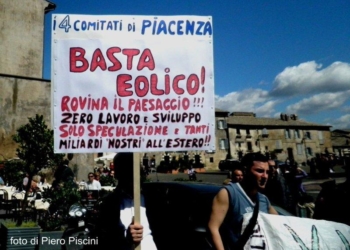 I 4 COMITATI DI PIACENZA
BASTA
EOLICO!
ROVINA IL PAESAGGIO!!!
ZERO LAVORO E SVILUPPO
SOLO SPECULAZIONE E TANTI
MILIARDI "NOSTRI" ALL'ESTERO!!
foto di Piero Piscini